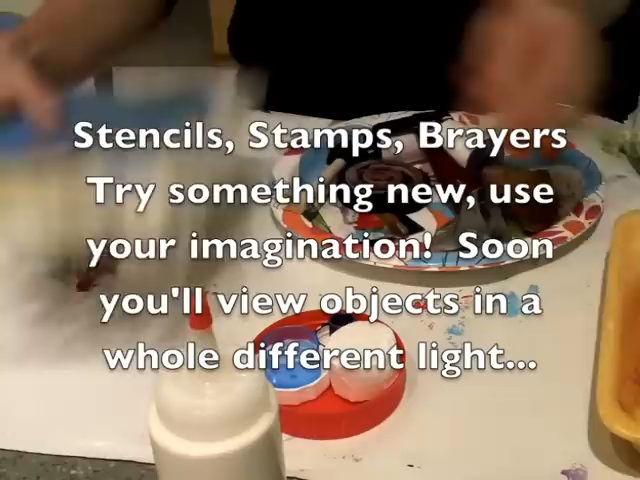 Stencils, Stamps, Brayers
Try something new, use
your imagination!  Soon
you'll view objects in a
whole different light...